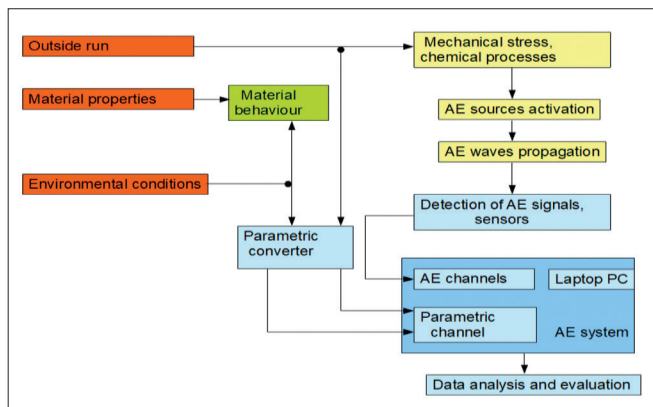 Outside run
Mechanical stress,
chemical processes
Material properties
Material
behaviour
AE sources activation
AE waves propagation
Environmental conditions
Detection of AE signals,
sensors
Parametric
converter
AE channels
Laptop PC
Parametric
channel
AE system
Data analysis and evaluation